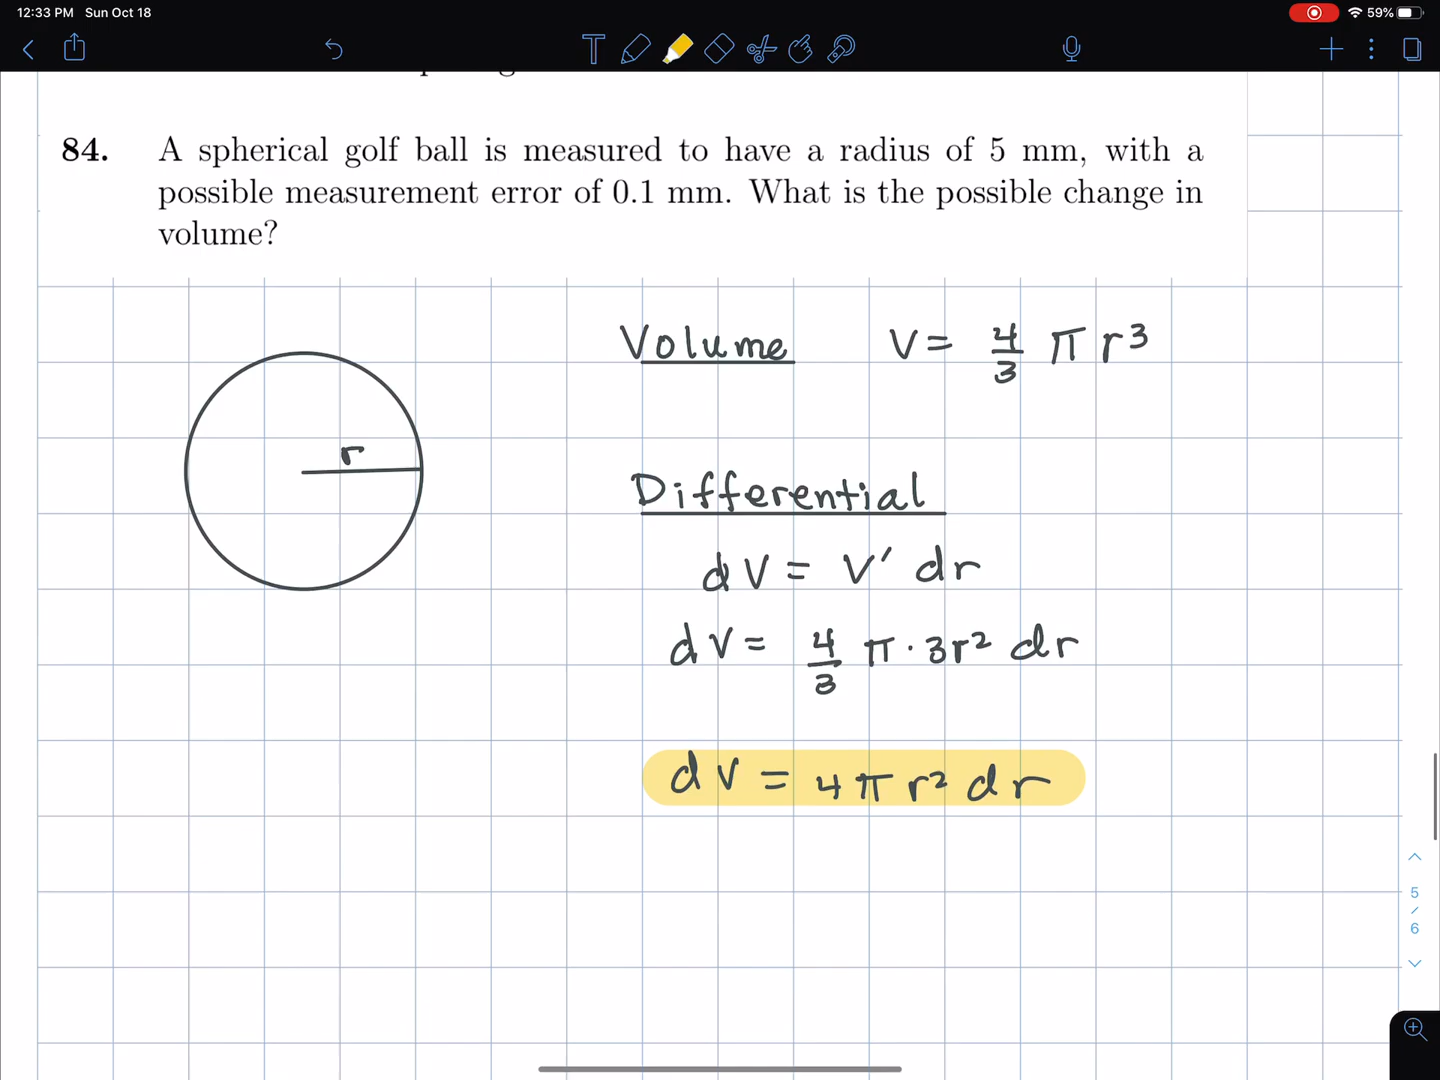 12:33 PM Sun Oct 18
59%
84. A spherical golf ball is measured to have a radius of 5 mm, with a
possible measurement error of 0.1 mm. What is the possible change in
volume?
Volume V = 4/3 π r³
r
Differential
dV = V′ dr
dV = 4/3 π · 3r² dr
dV = 4πr² dr
5
/
6